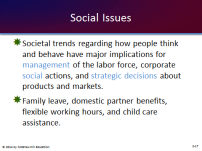 Social Issues
Societal trends regarding how people think
and behave have major implications for
management of the labor force, corporate
social actions, and strategic decisions about
products and markets.
Family leave, domestic partner benefits,
flexible working hours, and child care
assistance.